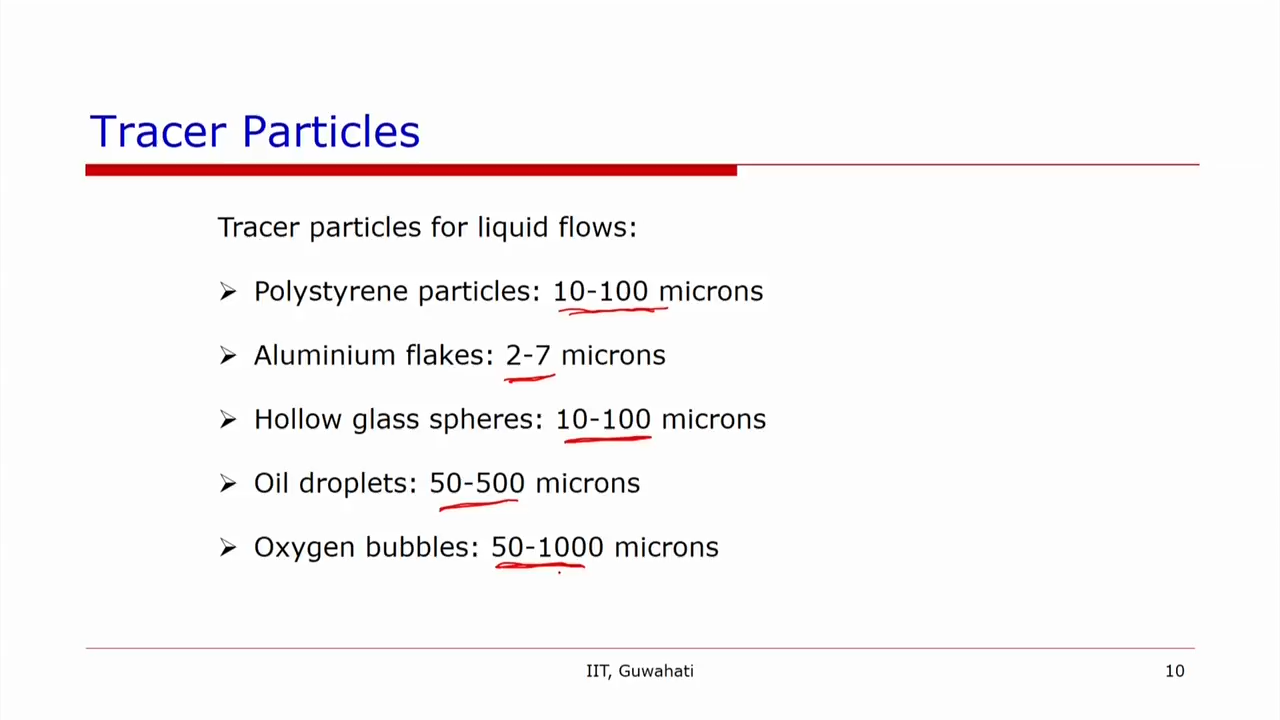 Tracer Particles
Tracer particles for liquid flows:
➢ Polystyrene particles: 10-100 microns
➢ Aluminium flakes: 2-7 microns
➢ Hollow glass spheres: 10-100 microns
➢ Oil droplets: 50-500 microns
➢ Oxygen bubbles: 50-1000 microns
IIT, Guwahati
10